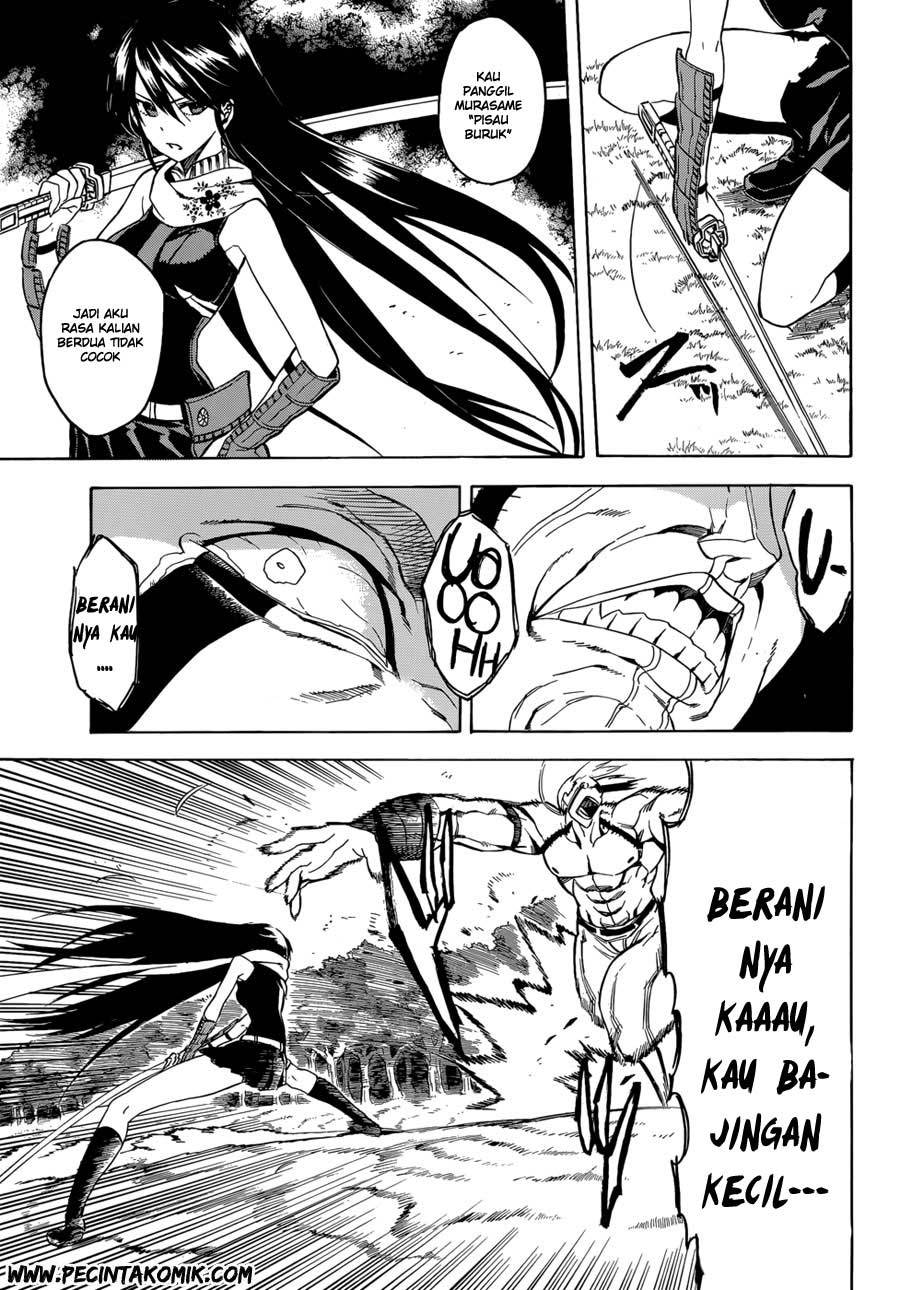 KAU
PANGGIL
MURASAME
"PISAU
BURUK"
JADI AKU
RASA KALIAN
BERDUA TIDAK
COCOK
U-
UO
OO
HH
BERANI
NYA KAU
....
BERANI
NYA
KAAAU,
KAU BA-
JINGAN
KECIL---
WWW.PECINTAKOMIK.COM